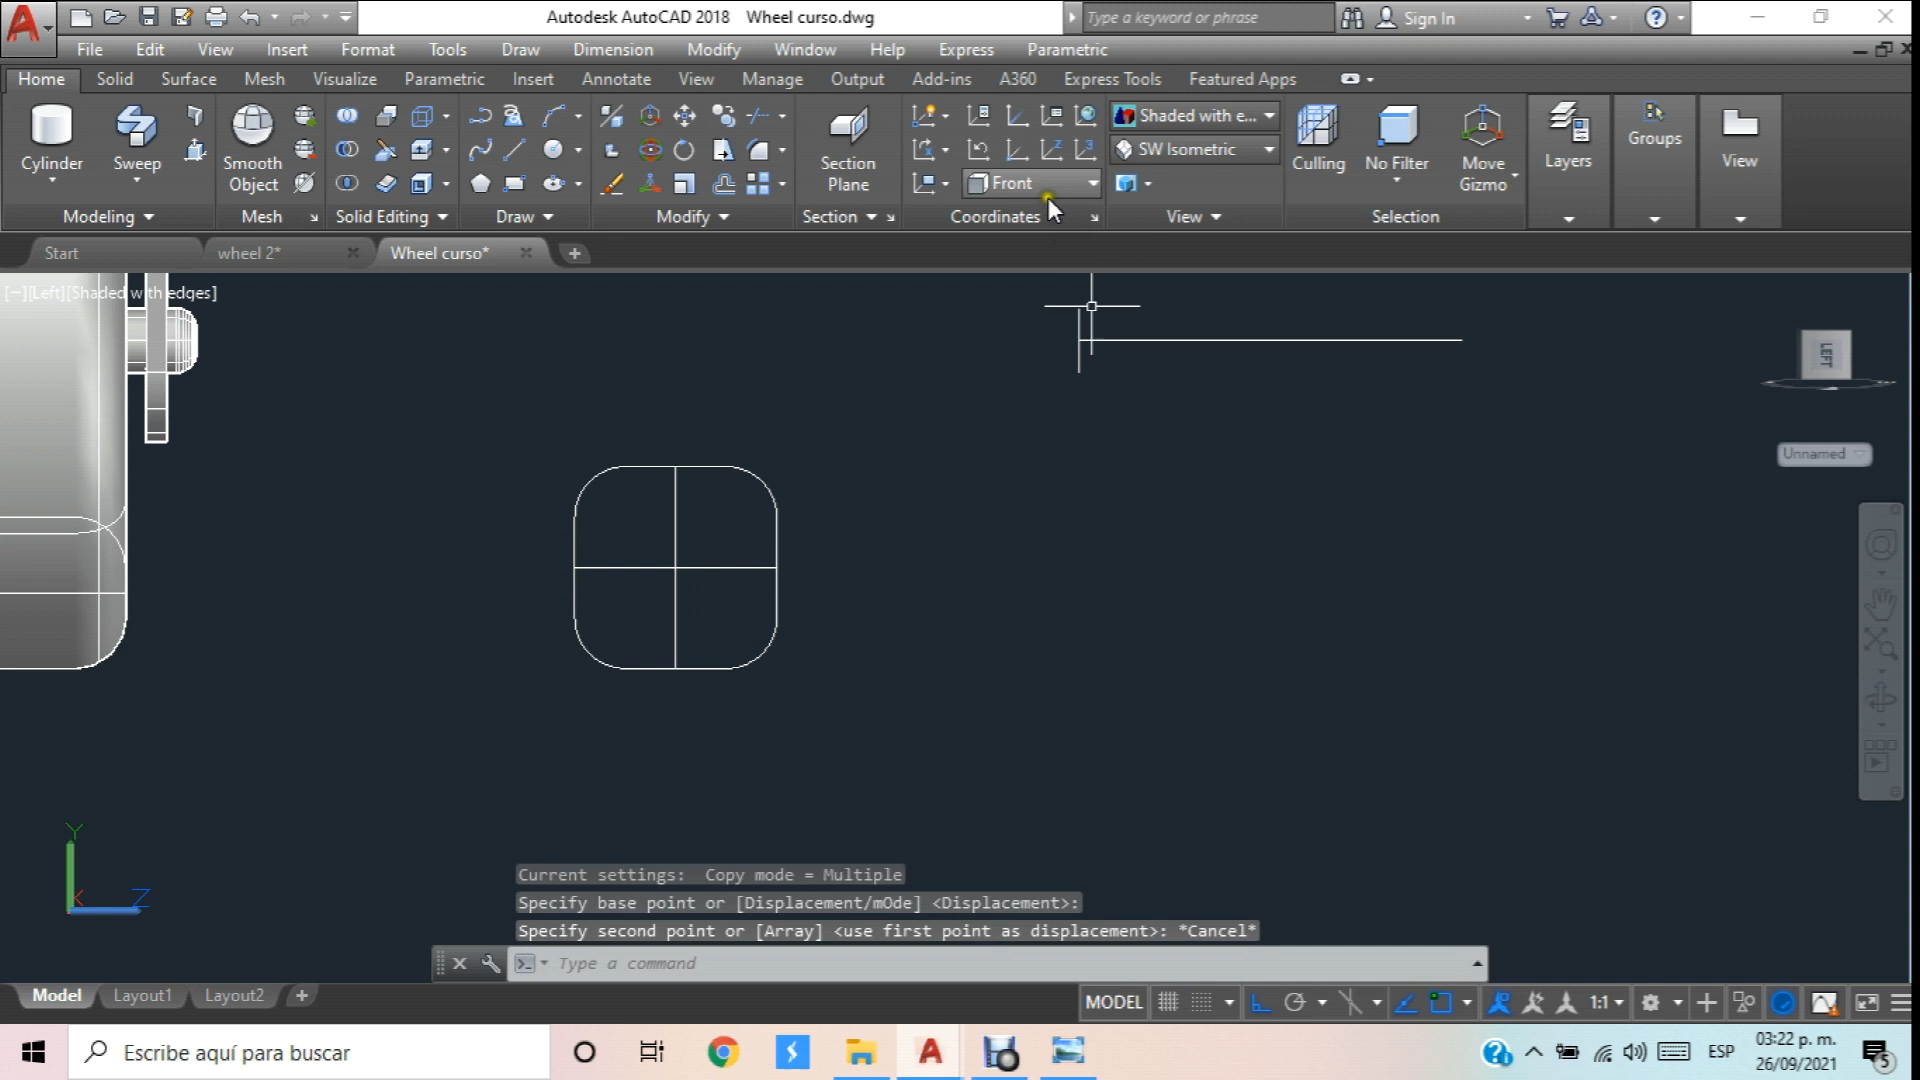 Autodesk AutoCAD 2018 Wheel curso.dwg
Type a keyword or phrase
Sign In
File Edit View Insert Format Tools Draw Dimension Modify Window Help Express Parametric
Home Solid Surface Mesh Visualize Parametric Insert Annotate View Manage Output Add-ins A360 Express Tools Featured Apps
Cylinder
Sweep
Smooth
Object
Section
Plane
Front
Shaded with e...
SW Isometric
Culling
No Filter
Move
Gizmo
Layers
Groups
View
Modeling
Mesh
Solid Editing
Draw
Modify
Section
Coordinates
View
Selection
Start
wheel 2*
Wheel curso*
[−][Left][Shaded with edges]
LEFT
Unnamed
Y
X
Z
Current settings: Copy mode = Multiple
Specify base point or [Displacement/mOde] <Displacement>:
Specify second point or [Array] <use first point as displacement>: *Cancel*
Type a command
Model Layout1 Layout2
MODEL
1:1
Escribe aquí para buscar
ESP
03:22 p. m.
26/09/2021
5